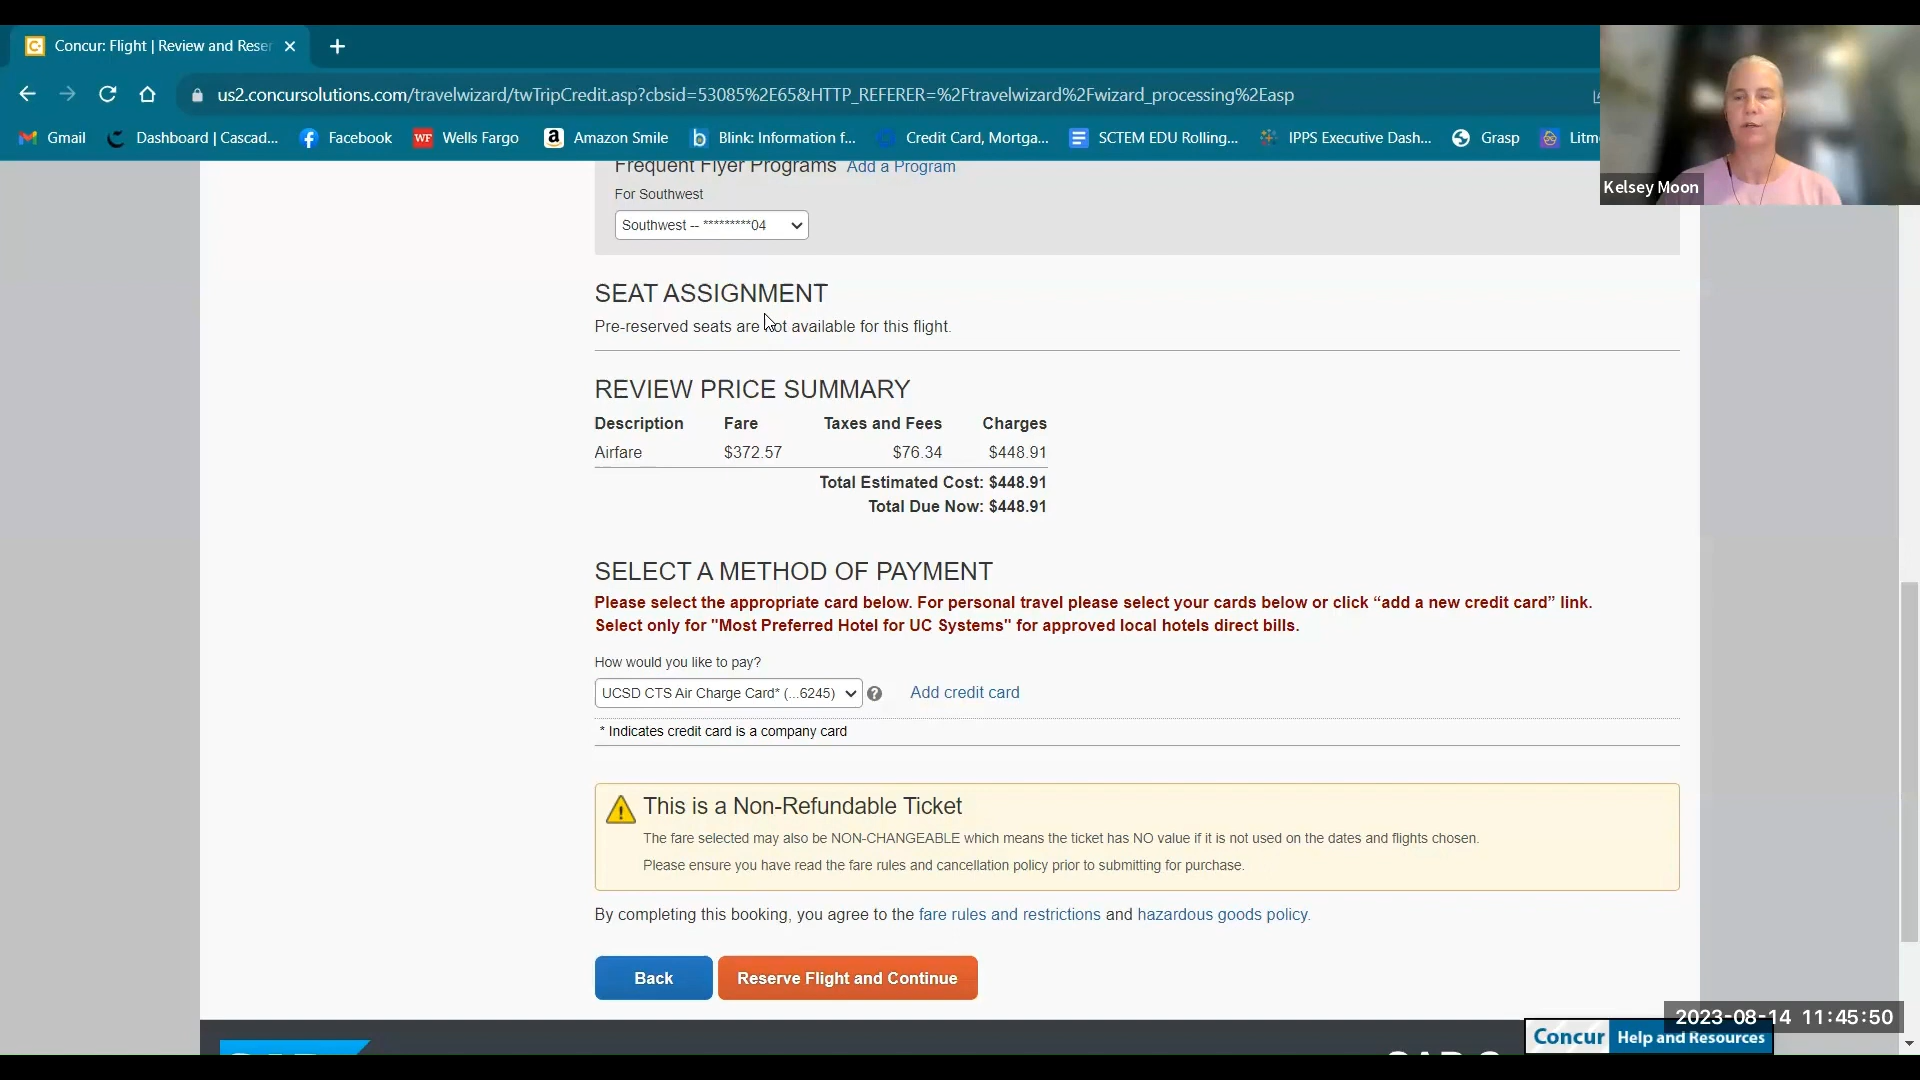 Concur: Flight | Review and Rese
us2.concursolutions.com/travelwizard/twTripCredit.asp?cbsid=53085%2E65&HTTP_REFERER=%2Ftravelwizard%2Fwizard_processing%2Easp
Gmail Dashboard | Cascad... Facebook WF Wells Fargo Amazon Smile Blink: Information f... Credit Card, Mortga... SCTEM EDU Rolling... IPPS Executive Dash... Grasp Litm
Kelsey Moon
Frequent Flyer Programs Add a Program
For Southwest
Southwest -- *********04
SEAT ASSIGNMENT
Pre-reserved seats are not available for this flight.
REVIEW PRICE SUMMARY
Description Fare Taxes and Fees Charges
Airfare $372.57 $76.34 $448.91
Total Estimated Cost: $448.91
Total Due Now: $448.91
SELECT A METHOD OF PAYMENT
Please select the appropriate card below. For personal travel please select your cards below or click “add a new credit card” link.
Select only for "Most Preferred Hotel for UC Systems" for approved local hotels direct bills.
How would you like to pay?
UCSD CTS Air Charge Card* (...6245) ? Add credit card
* Indicates credit card is a company card
This is a Non-Refundable Ticket
The fare selected may also be NON-CHANGEABLE which means the ticket has NO value if it is not used on the dates and flights chosen.
Please ensure you have read the fare rules and cancellation policy prior to submitting for purchase.
By completing this booking, you agree to the fare rules and restrictions and hazardous goods policy.
Back Reserve Flight and Continue
2023-08-14 11:45:50
Concur Help and Resources